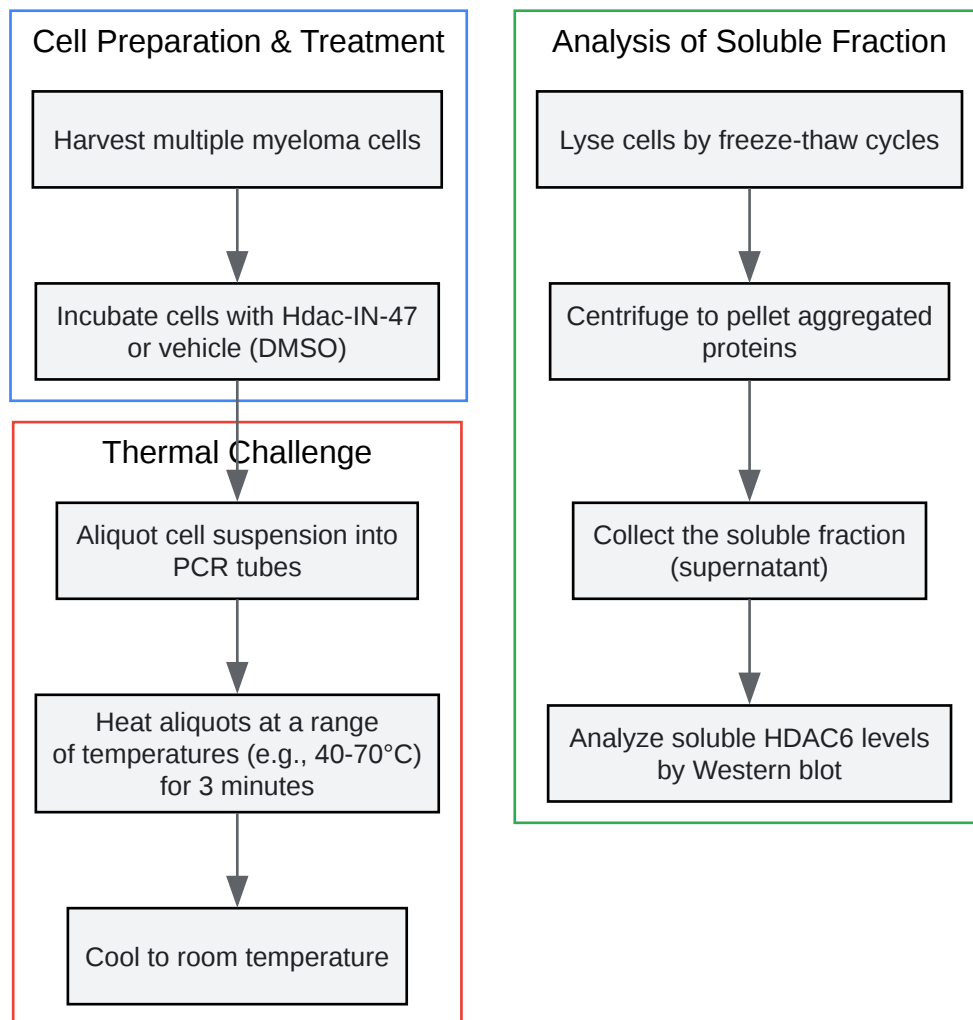 Cell Preparation & Treatment
Harvest multiple myeloma cells
Incubate cells with Hdac-IN-47
or vehicle (DMSO)
Thermal Challenge
Aliquot cell suspension into
PCR tubes
Heat aliquots at a range
of temperatures (e.g., 40-70°C)
for 3 minutes
Cool to room temperature
Analysis of Soluble Fraction
Lyse cells by freeze-thaw cycles
Centrifuge to pellet aggregated
proteins
Collect the soluble fraction
(supernatant)
Analyze soluble HDAC6 levels
by Western blot